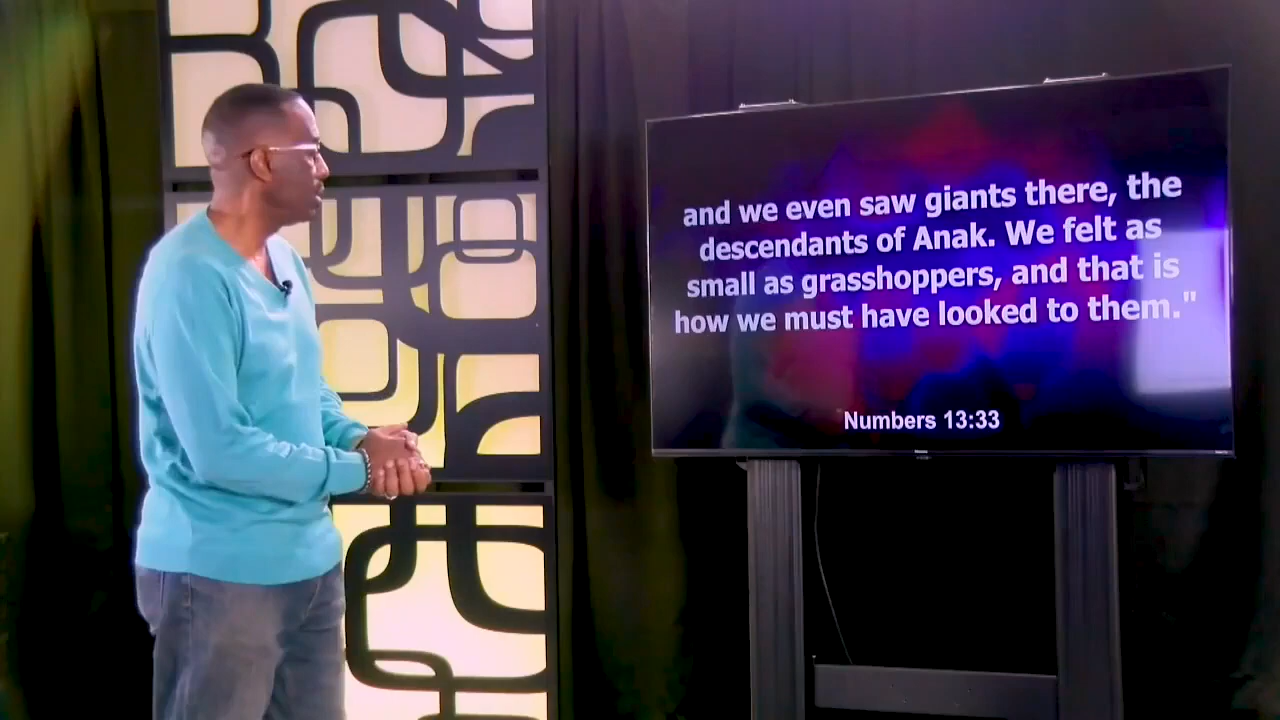 and we even saw giants there, the
descendants of Anak. We felt as
small as grasshoppers, and that is
how we must have looked to them."
Numbers 13:33